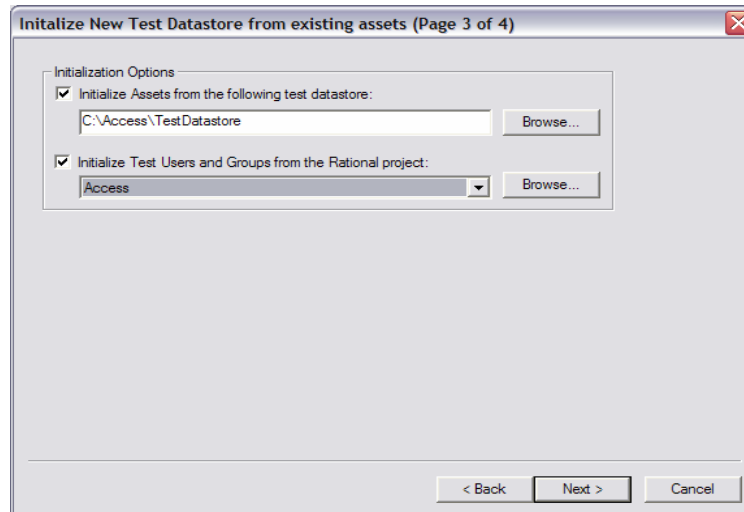 Initalize New Test Datastore from existing assets (Page 3 of 4)
Initialization Options
Initialize Assets from the following test datastore:
C:\Access\TestDatastore
Browse...
Initialize Test Users and Groups from the Rational project:
Access
Browse...
< Back
Next >
Cancel